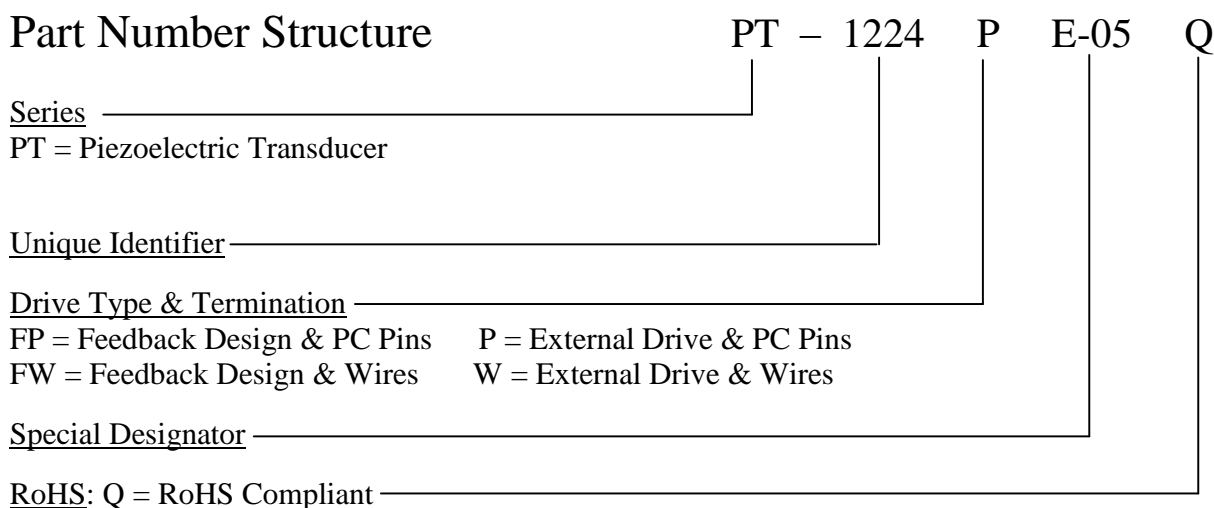 Part Number Structure PT – 1224 P E-05 Q
Series
PT = Piezoelectric Transducer
Unique Identifier
Drive Type & Termination
FP = Feedback Design & PC Pins P = External Drive & PC Pins
FW = Feedback Design & Wires W = External Drive & Wires
Special Designator
RoHS: Q = RoHS Compliant